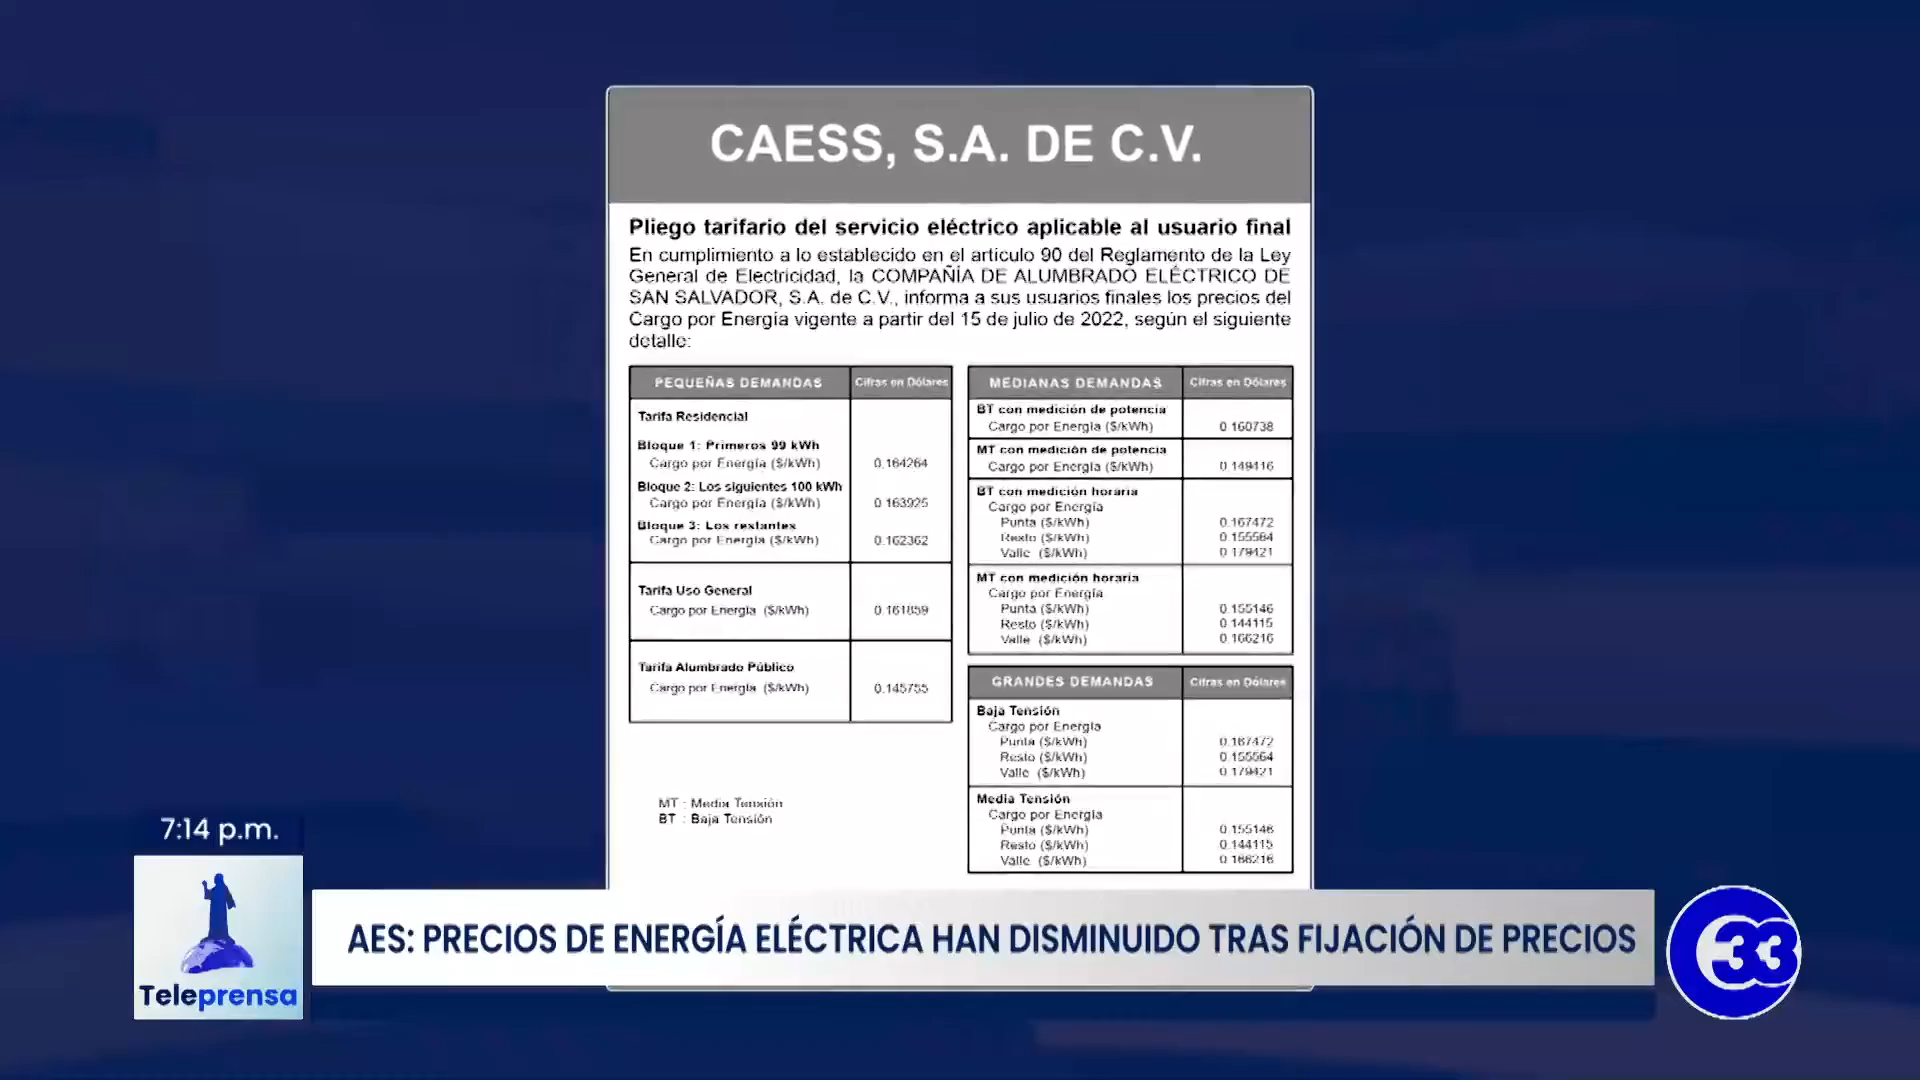 CAESS, S.A. DE C.V.
Pliego tarifario del servicio eléctrico aplicable al usuario final
En cumplimiento a lo establecido en el artículo 90 del Reglamento de la Ley
General de Electricidad, la COMPAÑÍA DE ALUMBRADO ELÉCTRICO DE
SAN SALVADOR, S.A. de C.V., informa a sus usuarios finales los precios del
Cargo por Energía vigente a partir del 15 de julio de 2022, según el siguiente
detalle:
PEQUEÑAS DEMANDAS Cifras en Dólares
Tarifa Residencial
Bloque 1: Primeros 99 kWh
Cargo por Energía ($/kWh) 0.164264
Bloque 2: Los siguientes 100 kWh
Cargo por Energía ($/kWh) 0.163925
Bloque 3: Los restantes
Cargo por Energía ($/kWh) 0.162362
Tarifa Uso General
Cargo por Energía ($/kWh) 0.161859
Tarifa Alumbrado Público
Cargo por Energía ($/kWh) 0.145755
MT : Media Tensión
BT : Baja Tensión
MEDIANAS DEMANDAS Cifras en Dólares
BT con medición de potencia
Cargo por Energía ($/kWh) 0.160738
MT con medición de potencia
Cargo por Energía ($/kWh) 0.149416
BT con medición horaria
Cargo por Energía
Punta ($/kWh) 0.167472
Resto ($/kWh) 0.155564
Valle ($/kWh) 0.179421
MT con medición horaria
Cargo por Energía
Punta ($/kWh) 0.155146
Resto ($/kWh) 0.144115
Valle ($/kWh) 0.166216
GRANDES DEMANDAS Cifras en Dólares
Baja Tensión
Cargo por Energía
Punta ($/kWh) 0.167472
Resto ($/kWh) 0.155564
Valle ($/kWh) 0.179421
Media Tensión
Cargo por Energía
Punta ($/kWh) 0.155146
Resto ($/kWh) 0.144115
Valle ($/kWh) 0.166216
7:14 p.m.
Teleprensa
AES: PRECIOS DE ENERGÍA ELÉCTRICA HAN DISMINUIDO TRAS FIJACIÓN DE PRECIOS
33